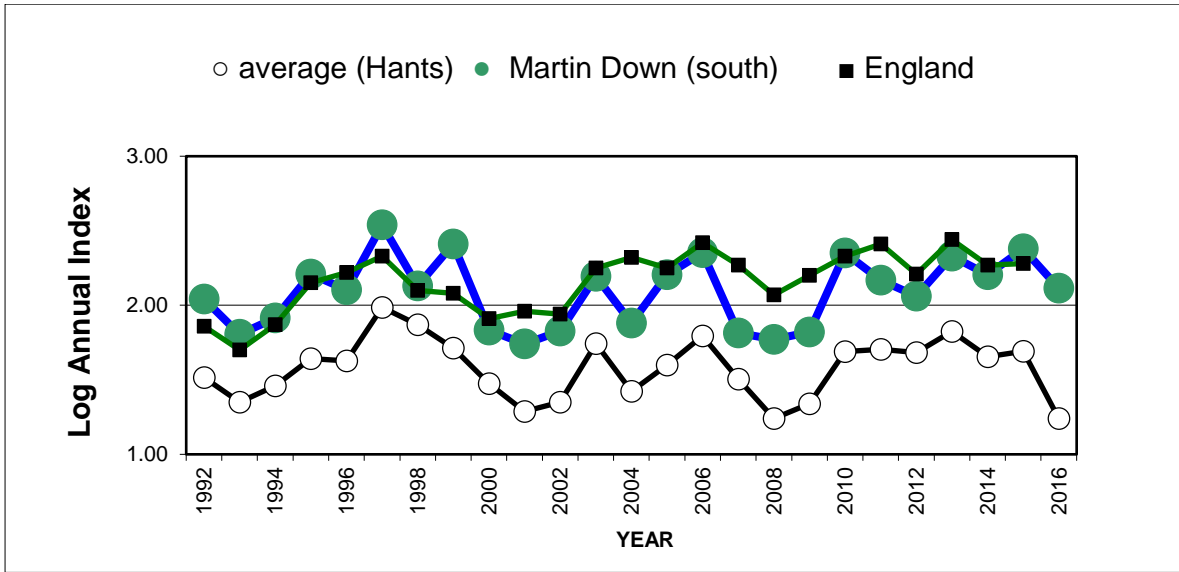 average (Hants) Martin Down (south) England
Log Annual Index
3.00
2.00
1.00
1992 1994 1996 1998 2000 2002 2004 2006 2008 2010 2012 2014 2016
YEAR